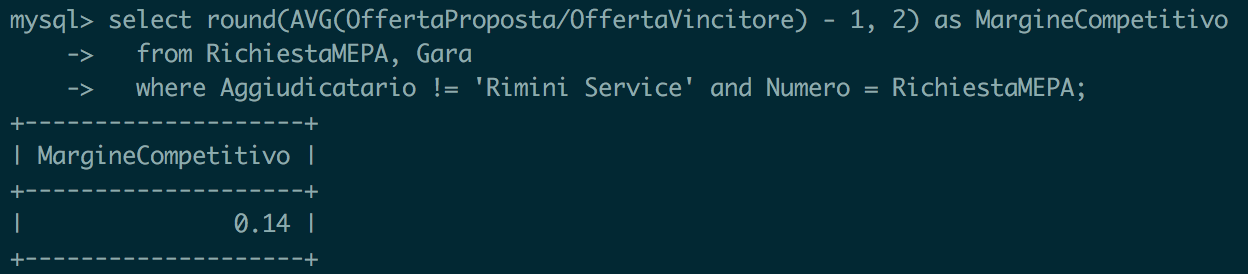 mysql> select round(AVG(OffertaProposta/OffertaVincitore) - 1, 2) as MargineCompetitivo
    ->   from RichiestaMEPA, Gara
    ->   where Aggiudicatario != 'Rimini Service' and Numero = RichiestaMEPA;
+--------------------+
| MargineCompetitivo |
+--------------------+
|               0.14 |
+--------------------+